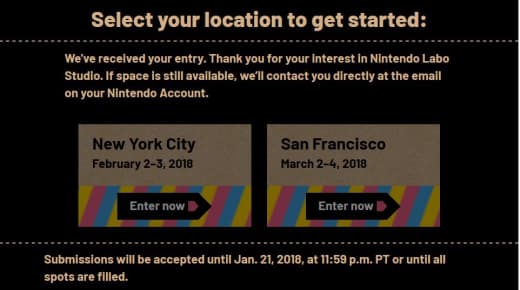 Select your location to get started:
We've received your entry. Thank you for your interest in Nintendo Labo
Studio. If space is still available, we'll contact you directly at the email
on your Nintendo Account.
New York City
February 2–3, 2018
Enter now
San Francisco
March 2–4, 2018
Enter now
Submissions will be accepted until Jan. 21, 2018, at 11:59 p.m. PT or until all
spots are filled.